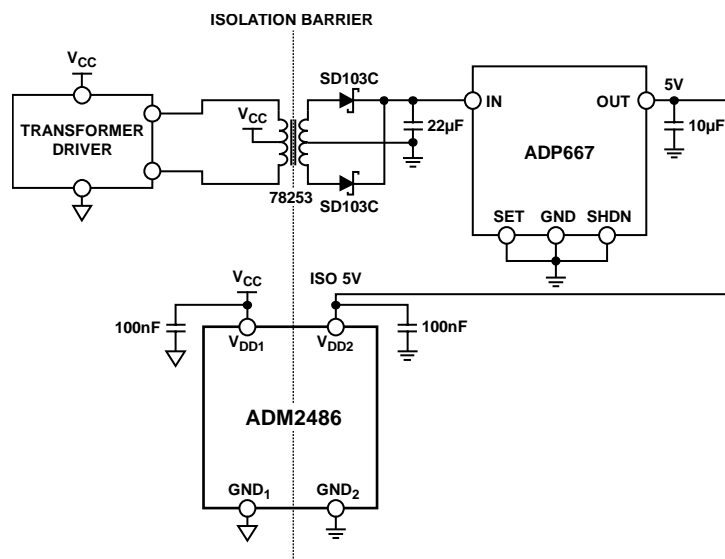 ISOLATION BARRIER
VCC
TRANSFORMER
DRIVER
VCC
78253
SD103C
SD103C
22µF
IN
OUT
ADP667
SET
GND
SHDN
5V
10µF
VCC
ISO 5V
100nF
100nF
VDD1
VDD2
ADM2486
GND1
GND2